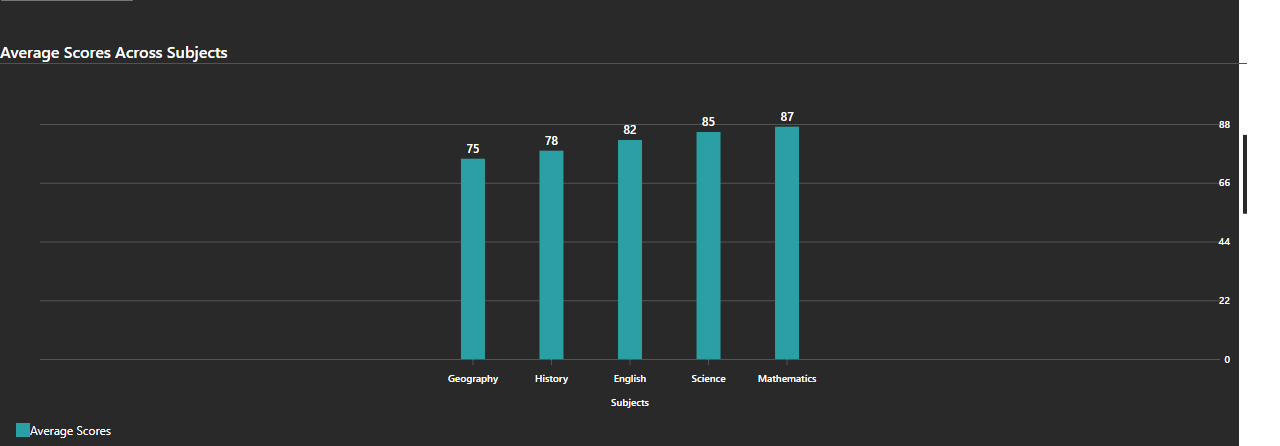 Average Scores Across Subjects
75 78 82 85 87
88
66
44
22
0
Geography History English Science Mathematics
Subjects
Average Scores